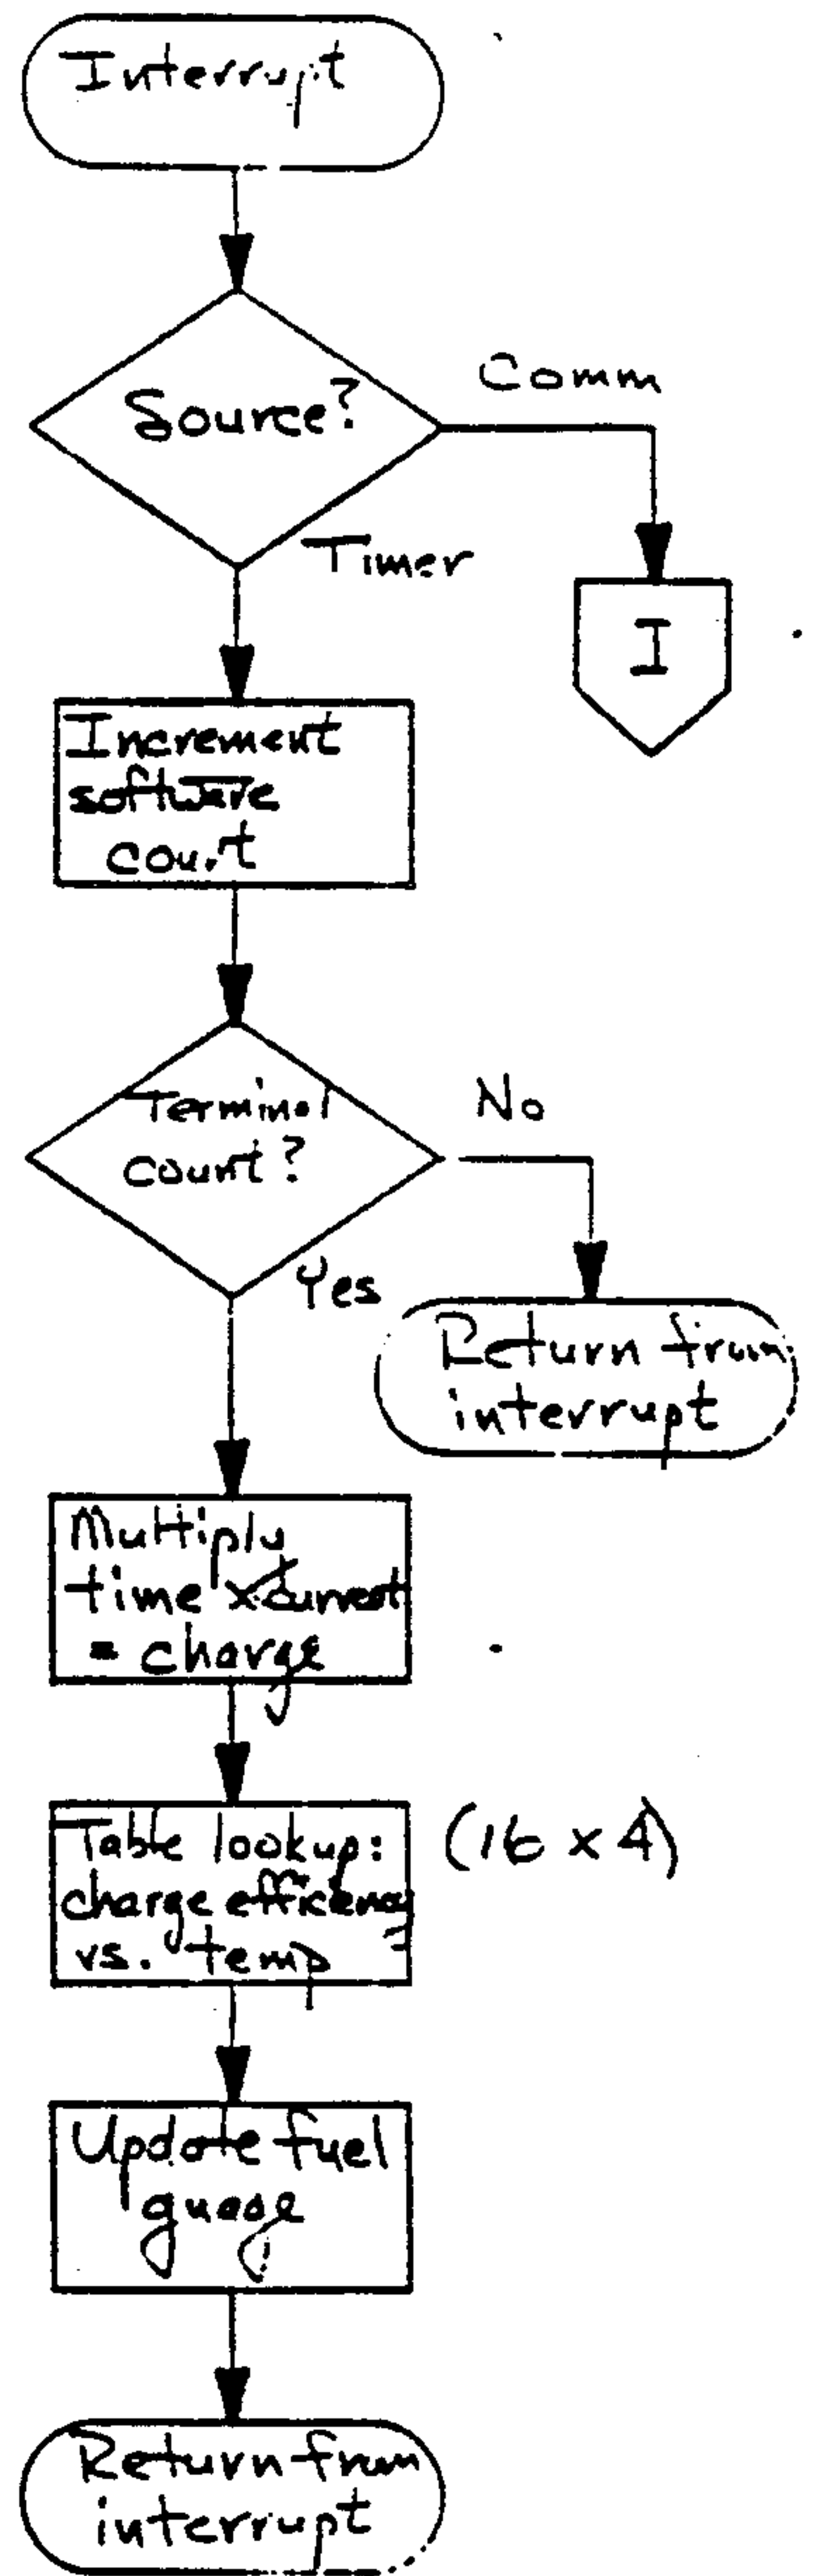 Interrupt
Source?
Comm
Timer
I
Increment
software
count
Terminal
count?
No
Yes
Return from
interrupt
Multiply
time x current
= charge
Table lookup:
charge efficiency
vs. temp
(16 x 4)
Update fuel
guage
Return from
interrupt